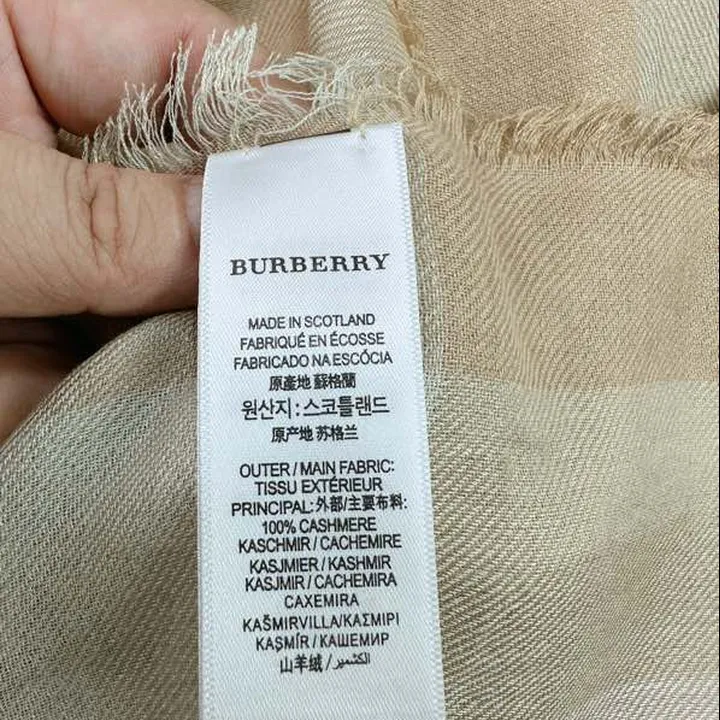 BURBERRY
MADE IN SCOTLAND
FABRIQUÉ EN ÉCOSSE
FABRICADO NA ESCÓCIA
原產地 蘇格蘭
원산지 : 스코틀랜드
原产地 苏格兰
OUTER / MAIN FABRIC:
TISSU EXTÉRIEUR
PRINCIPAL: 外部/主要布料:
100% CASHMERE
KASCHMIR / CACHEMIRE
KASJMIER / KASHMIR
KASJMIR / CACHEMIRA
CAXEMIRA
KAŠMIRVILLA/ΚΑΣΜΙΡΙ
KAŞMİR / КАШЕМИР
山羊绒 / الكشمير